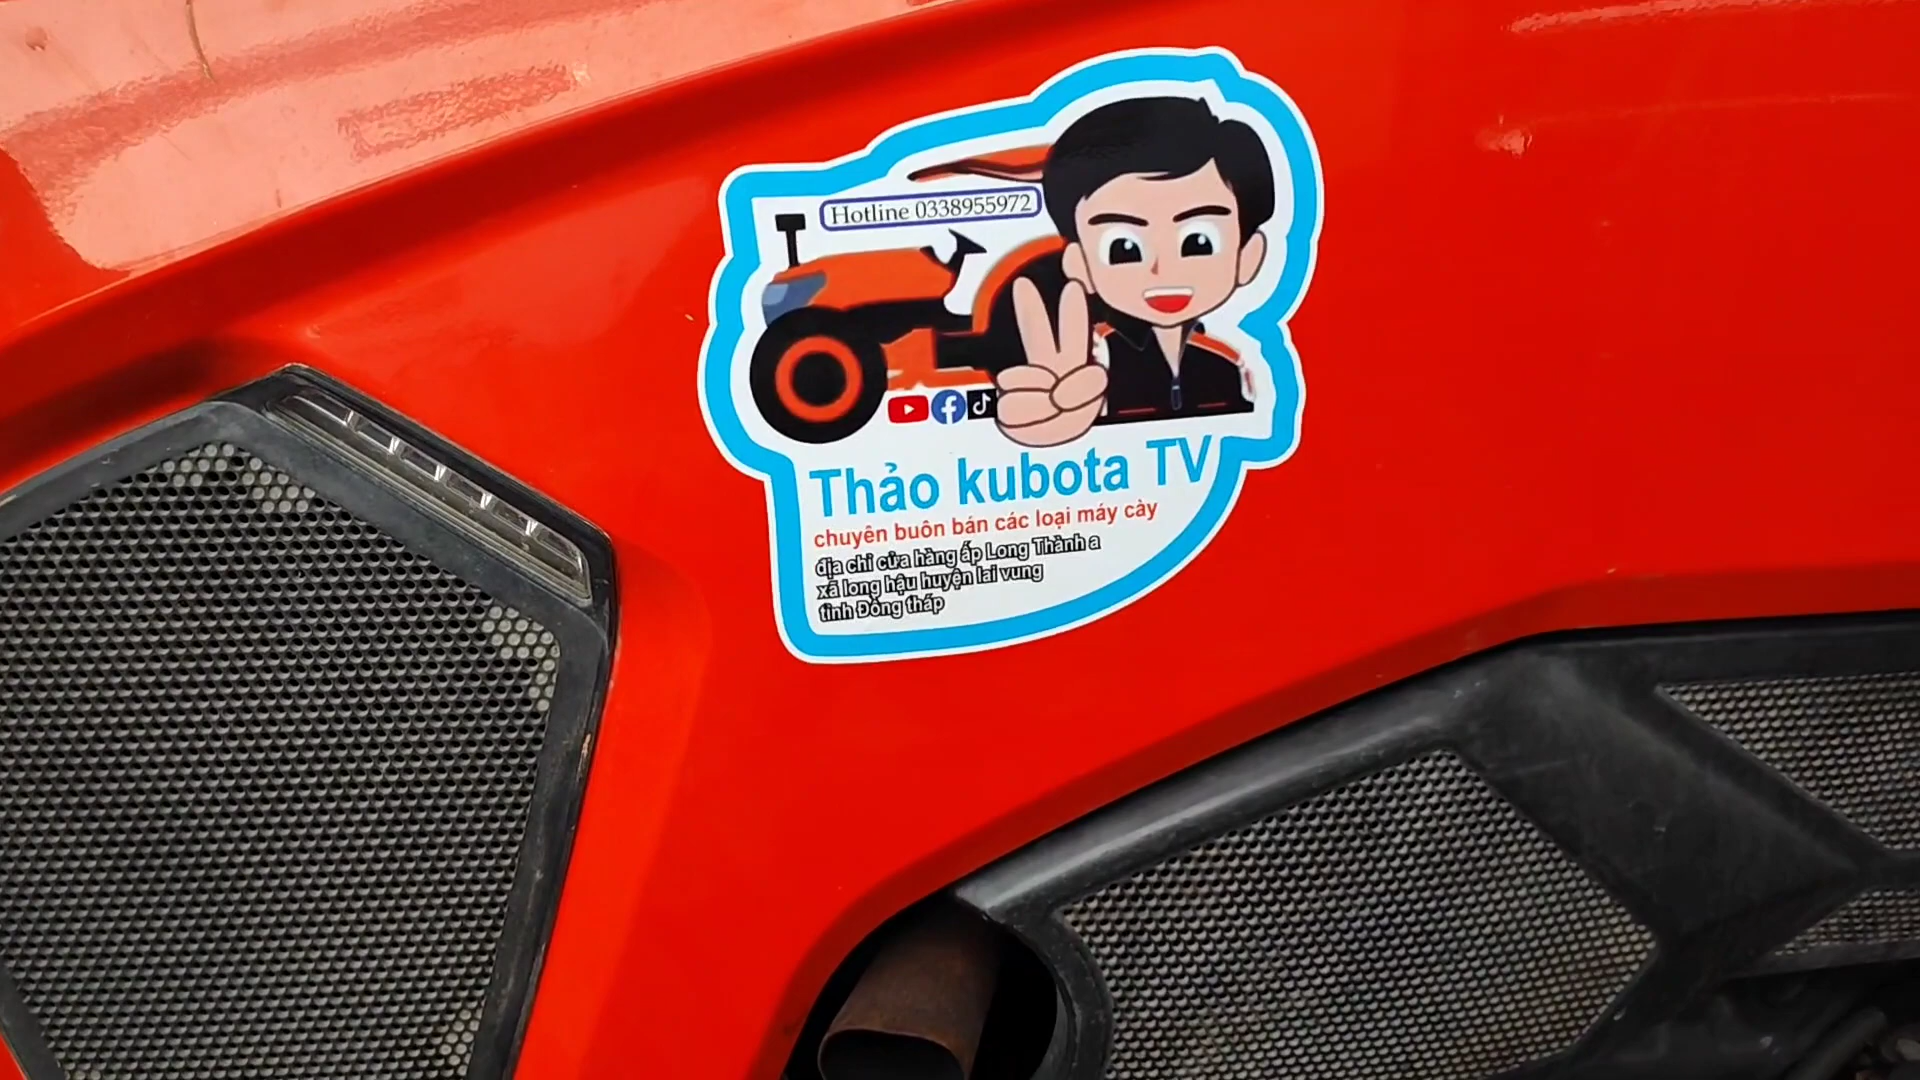 Hotline 0338955972
Thảo kubota TV
chuyên buôn bán các loại máy cày
địa chỉ cửa hàng ấp Long Thành a
xã long hậu huyện lai vung
tỉnh Đồng tháp